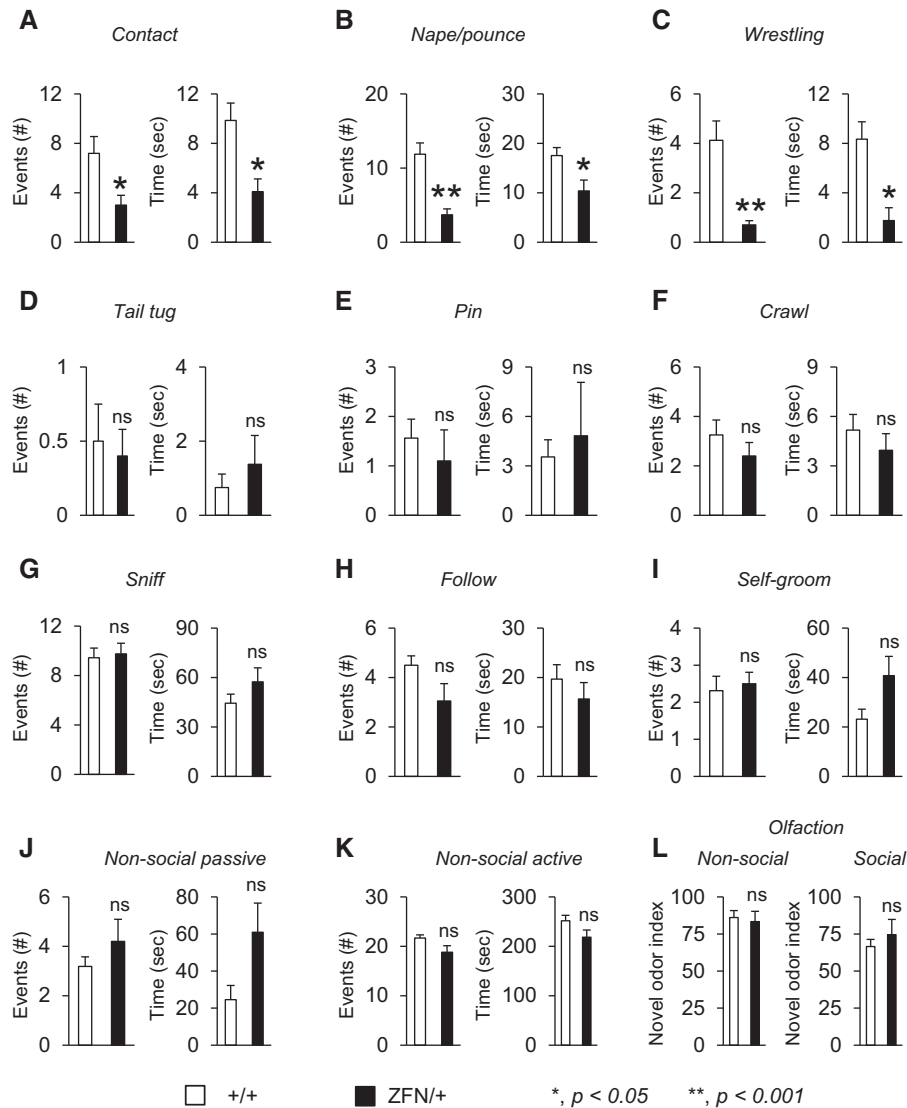 A Contact
Events (#) 12 8 4 0 *
Time (sec) 12 8 4 0 *
B Nape/pounce
Events (#) 20 10 0 **
Time (sec) 30 20 10 0 *
C Wrestling
Events (#) 6 4 2 0 **
Time (sec) 12 8 4 0 *
D Tail tug
Events (#) 1 0.5 0 ns
Time (sec) 4 2 0 ns
E Pin
Events (#) 3 2 1 0 ns
Time (sec) 9 6 3 0 ns
F Crawl
Events (#) 6 4 2 0 ns
Time (sec) 9 6 3 0 ns
G Sniff
Events (#) 12 8 4 0 ns
Time (sec) 90 60 30 0 ns
H Follow
Events (#) 6 4 2 0 ns
Time (sec) 30 20 10 0 ns
I Self-groom
Events (#) 4 3 2 1 0 ns
Time (sec) 60 40 20 0 ns
J Non-social passive
Events (#) 6 4 2 0 ns
Time (sec) 80 60 40 20 0 ns
K Non-social active
Events (#) 30 20 10 0 ns
Time (sec) 300 200 100 0 ns
Olfaction
L Non-social Social
Novel odor index 100 75 50 25 0 ns
Novel odor index 100 75 50 25 0 ns
+/+ ZFN/+ *, p < 0.05 **, p < 0.001